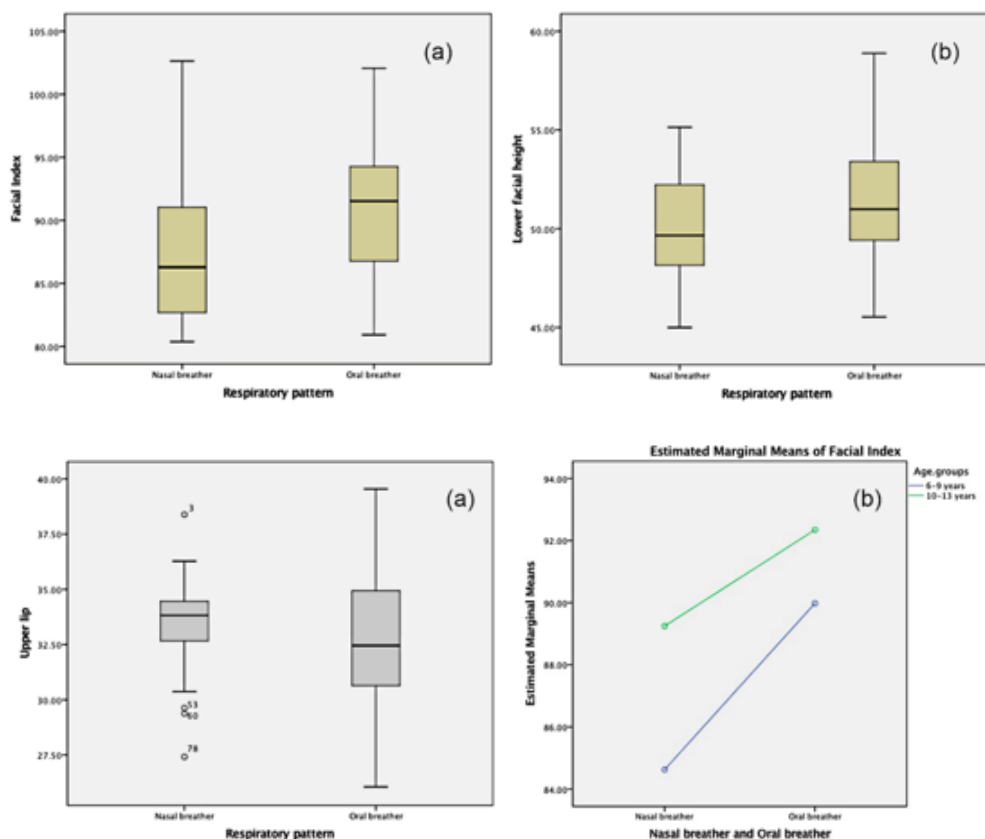 (a)
105.00
100.00
95.00
90.00
85.00
80.00
Facial Index
Nasal breather Oral breather
Respiratory pattern
(b)
60.00
55.00
50.00
45.00
Lower facial height
Nasal breather Oral breather
Respiratory pattern
(a)
40.00
37.50
35.00
32.50
30.00
27.50
Upper lip
3
53
60
78
Nasal breather Oral breather
Respiratory pattern
Estimated Marginal Means of Facial Index
Age.groups
6-9 years
10-13 years
(b)
94.00
92.00
90.00
88.00
86.00
84.00
Estimated Marginal Means
Nasal breather Oral breather
Nasal breather and Oral breather